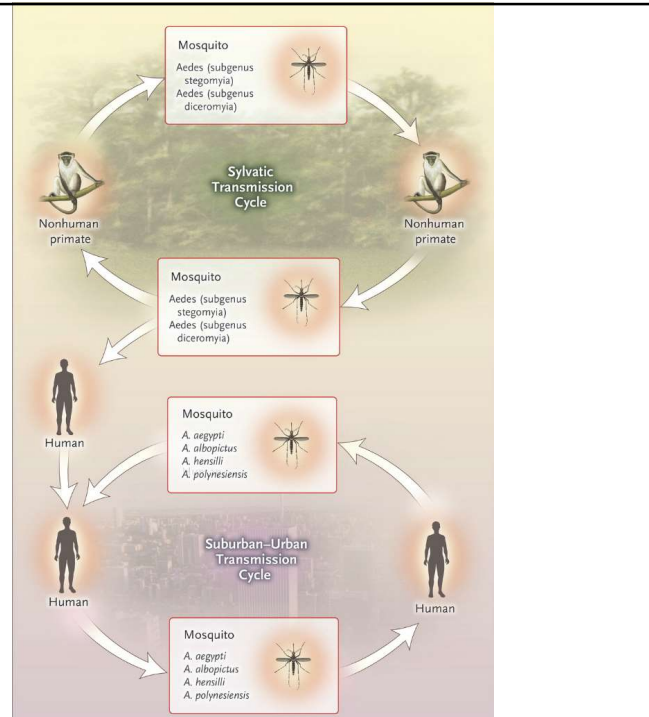 Mosquito
Aedes (subgenus
stegomyia)
Aedes (subgenus
diceromyia)
Sylvatic
Transmission
Cycle
Nonhuman
primate
Nonhuman
primate
Mosquito
Aedes (subgenus
stegomyia)
Aedes (subgenus
diceromyia)
Human
Mosquito
A. aegypti
A. albopictus
A. hensilli
A. polynesiensis
Suburban–Urban
Transmission
Cycle
Human
Human
Mosquito
A. aegypti
A. albopictus
A. hensilli
A. polynesiensis